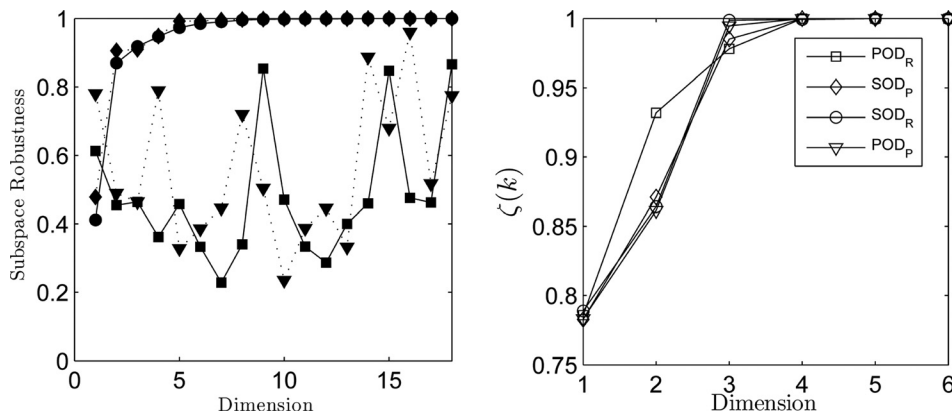 Subspace Robustness
1
0.8
0.6
0.4
0.2
0
0
5
10
15
Dimension
ζ(k)
1
0.95
0.9
0.85
0.8
0.75
1
2
3
4
5
6
Dimension
POD_R
SOD_P
SOD_R
POD_P